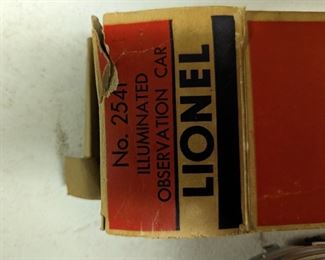 No. 2541
ILLUMINATED
OBSERVATION CAR
LIONEL